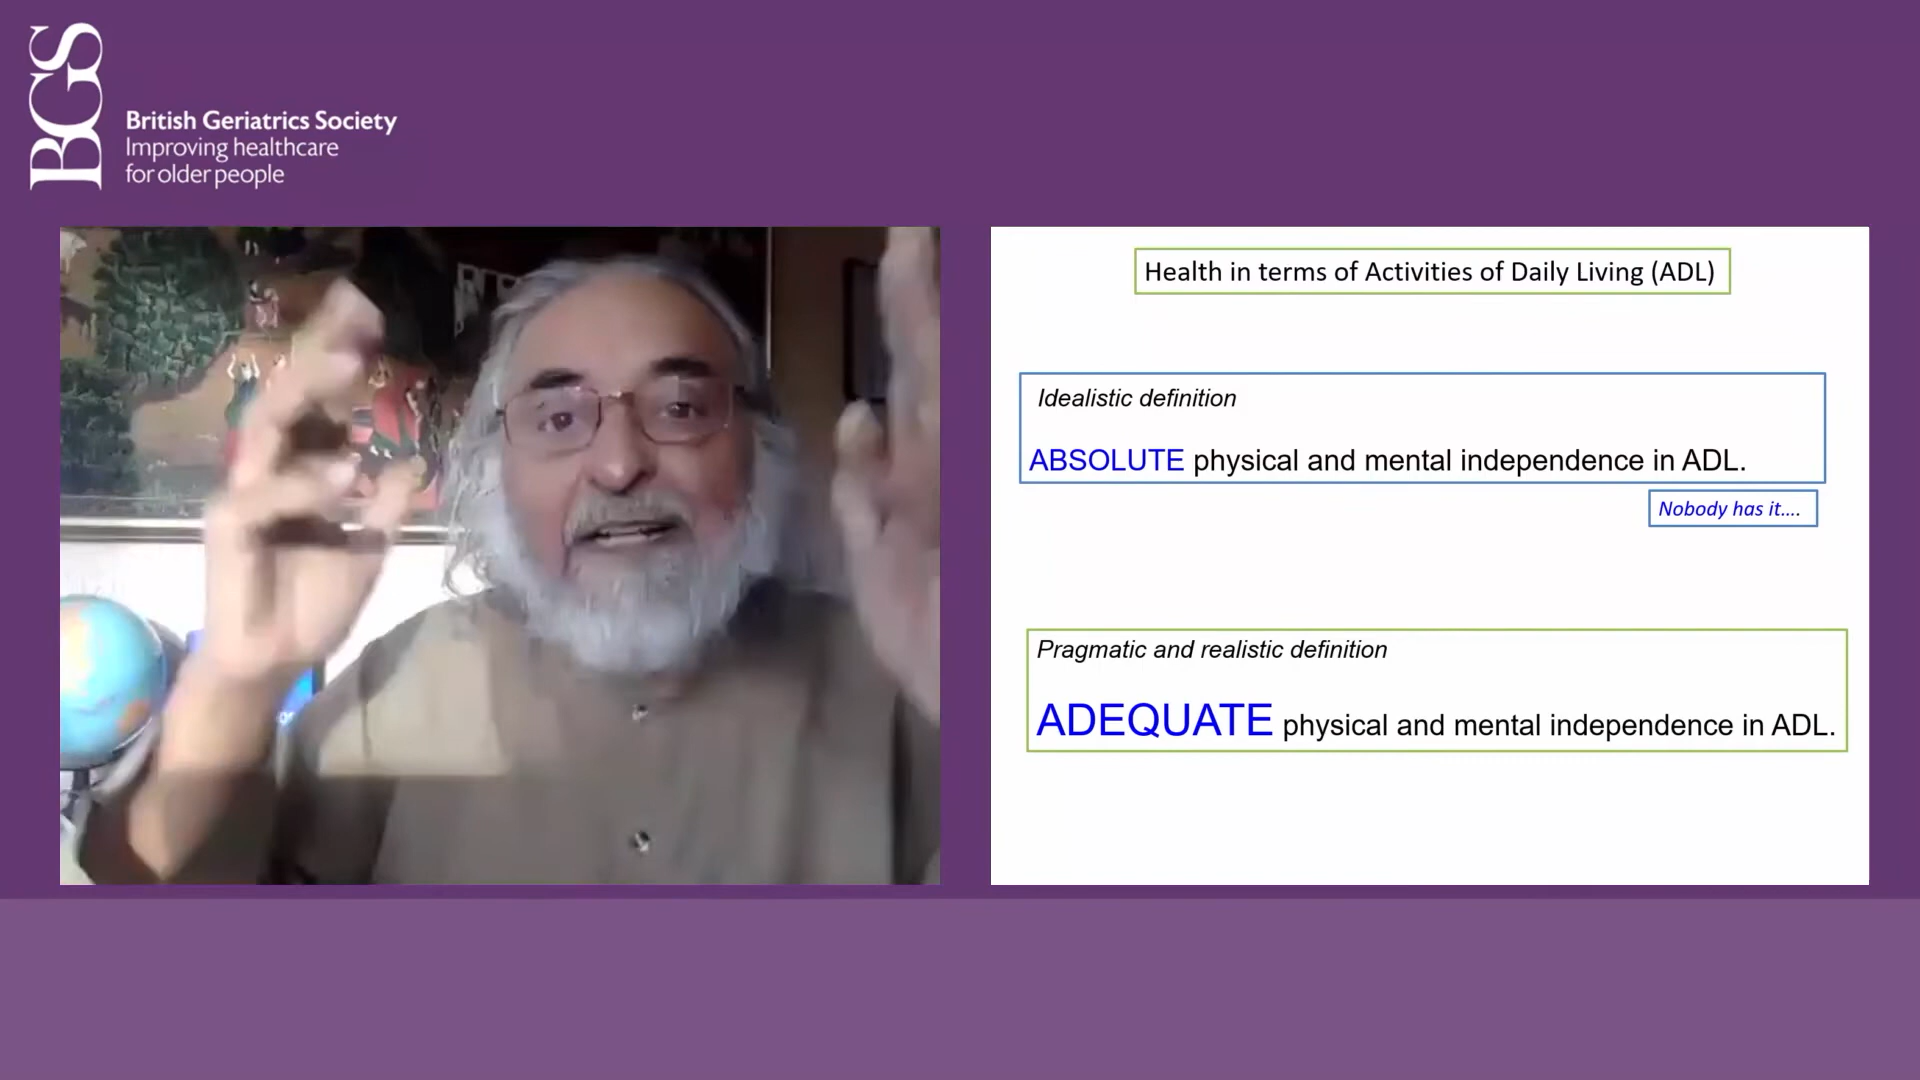 BGS
British Geriatrics Society
Improving healthcare
for older people
Health in terms of Activities of Daily Living (ADL)
Idealistic definition
ABSOLUTE physical and mental independence in ADL.
Nobody has it....
Pragmatic and realistic definition
ADEQUATE physical and mental independence in ADL.